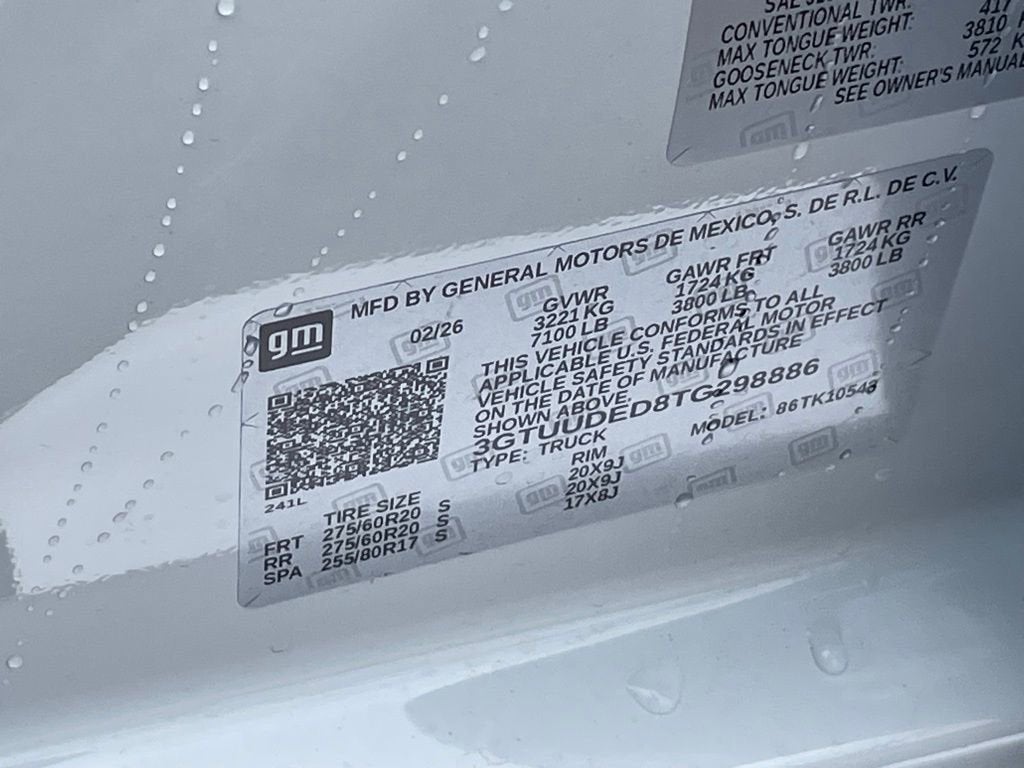 CONVENTIONAL TWR: 417
MAX TONGUE WEIGHT: 3810
GOOSENECK TWR: 572
MAX TONGUE WEIGHT:
SEE OWNER'S MANUAL
MFD BY GENERAL MOTORS DE MEXICO, S. DE R.L. DE C.V.
gm
02/26 GVWR GAWR FRT GAWR RR
3221 KG 1724 KG 1724 KG
7100 LB 3800 LB 3800 LB
THIS VEHICLE CONFORMS TO ALL
APPLICABLE U.S. FEDERAL MOTOR
VEHICLE SAFETY STANDARDS IN EFFECT
ON THE DATE OF MANUFACTURE
SHOWN ABOVE.
3GTUUDED8TG298886
TYPE: TRUCK MODEL: 86TK10543
241L
TIRE SIZE RIM
FRT 275/60R20 S 20X9J
RR 275/60R20 S 20X9J
SPA 255/80R17 S 17X8J